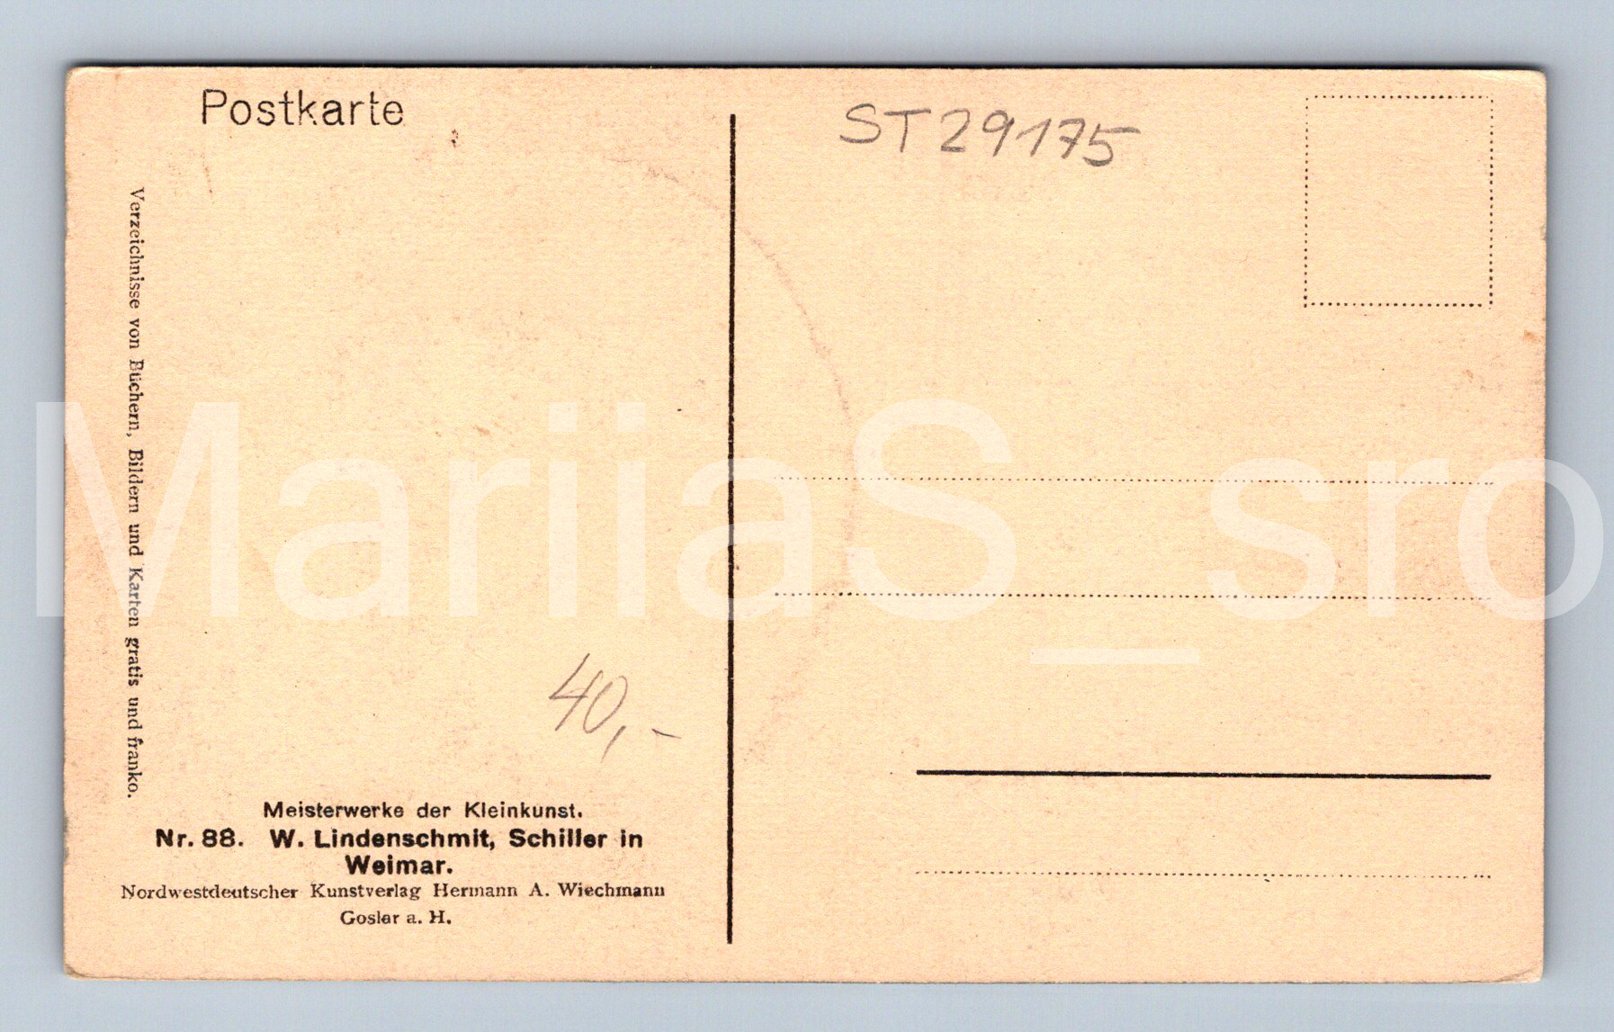 Postkarte
ST29175
Verzeichnisse von Büchern, Bildern und Karten gratis und franko.
MariiaS_sro
40,-
Meisterwerke der Kleinkunst.
Nr. 88. W. Lindenschmit, Schiller in
Weimar.
Nordwestdeutscher Kunstverlag Hermann A. Wiechmann
Goslar a. H.